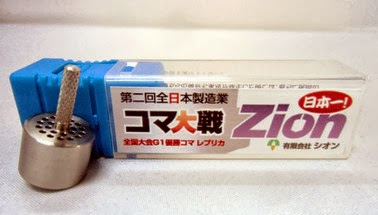 第二回全日本製造業
コマ大戦
全国大会G1優勝コマ レプリカ
日本一!
Zion
有限会社 シオン